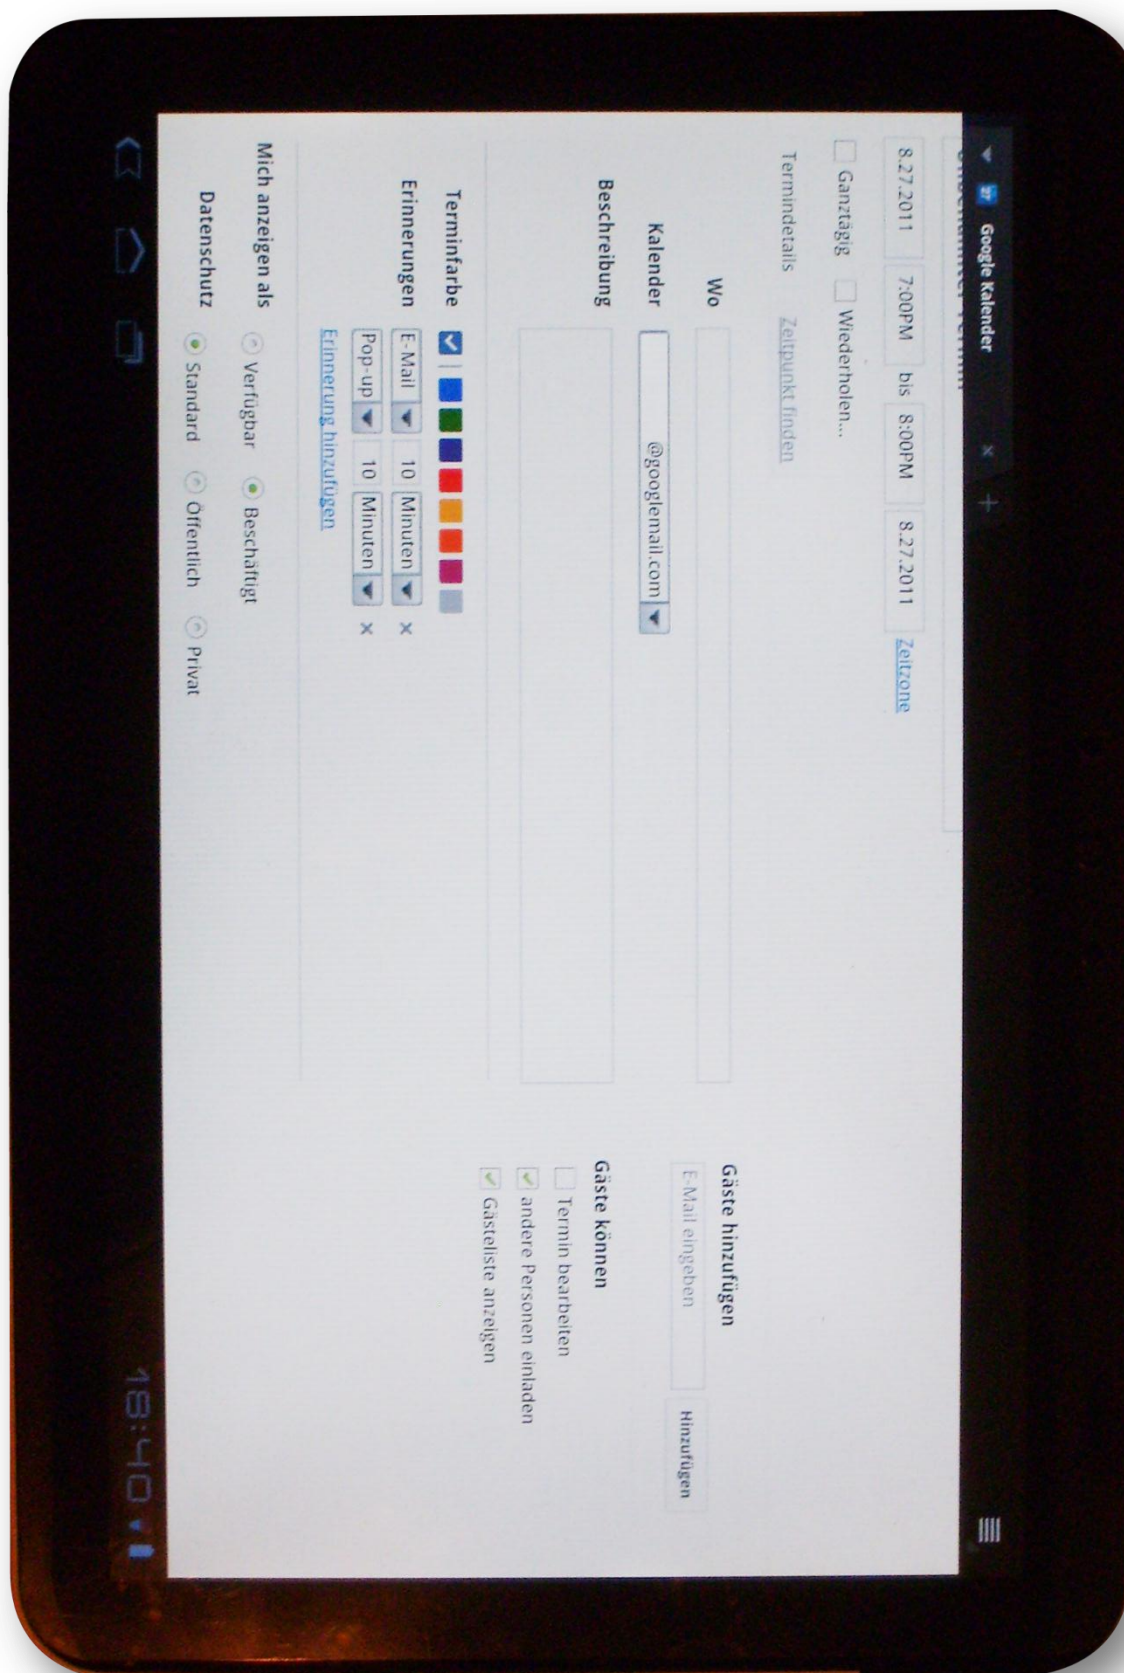 27 Google Kalender × +
8.27.2011 7:00PM bis 8:00PM 8.27.2011 Zeitzone
Ganztägig Wiederholen...
Termindetails Zeitpunkt finden
Wo
Kalender @googlemail.com
Beschreibung
Terminfarbe
Erinnerungen E-Mail 10 Minuten ×
Pop-up 10 Minuten ×
Erinnerung hinzufügen
Mich anzeigen als Verfügbar Beschäftigt
Datenschutz Standard Öffentlich Privat
Gäste hinzufügen
E-Mail eingeben Hinzufügen
Gäste können
Termin bearbeiten
andere Personen einladen
Gästeliste anzeigen
18:40